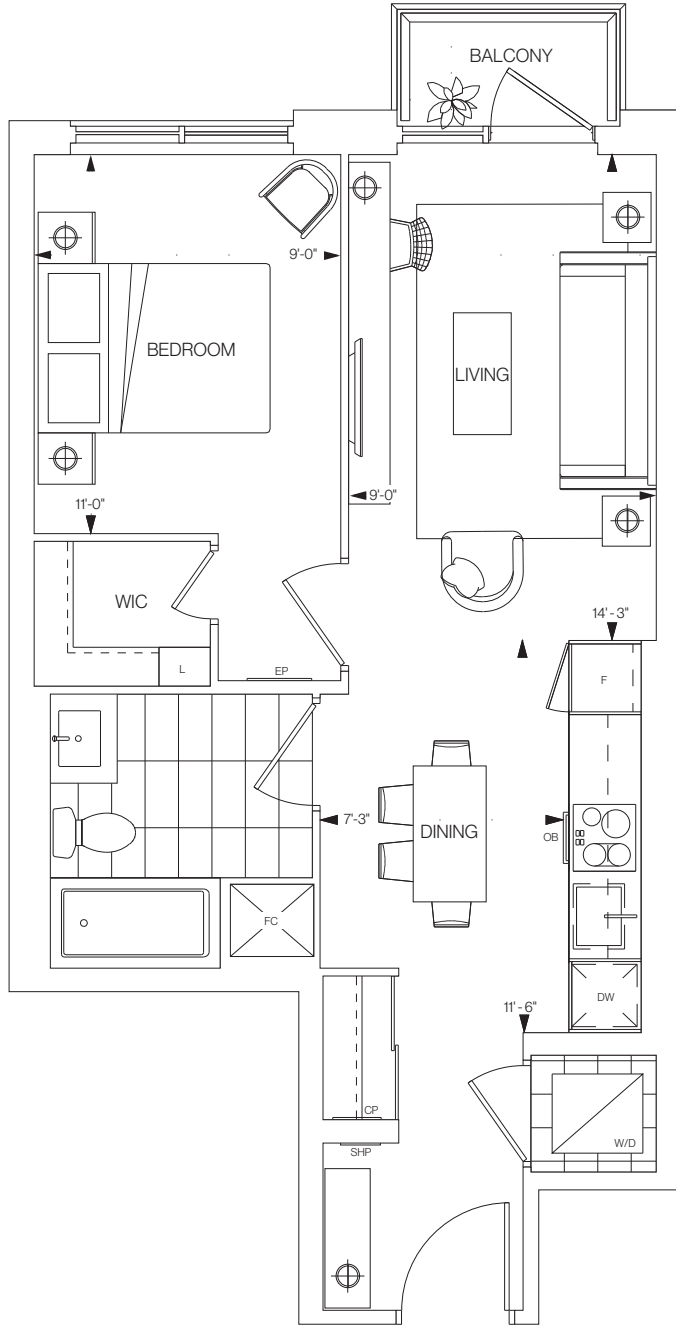 BALCONY
9'-0"
BEDROOM
LIVING
11'-0"
9'-0"
WIC
14'-3"
L
EP
F
7'-3"
DINING
OB
FC
DW
11'-6"
CP
W/D
SHP